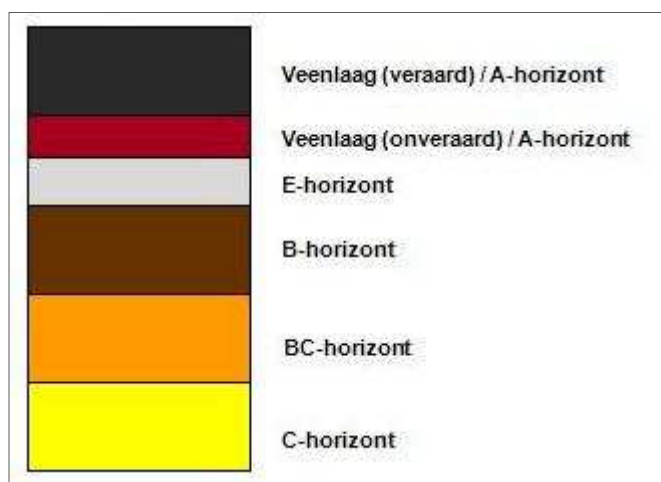 Veenlaag (veraard) / A-horizont
Veenlaag (onveraard) / A-horizont
E-horizont
B-horizont
BC-horizont
C-horizont